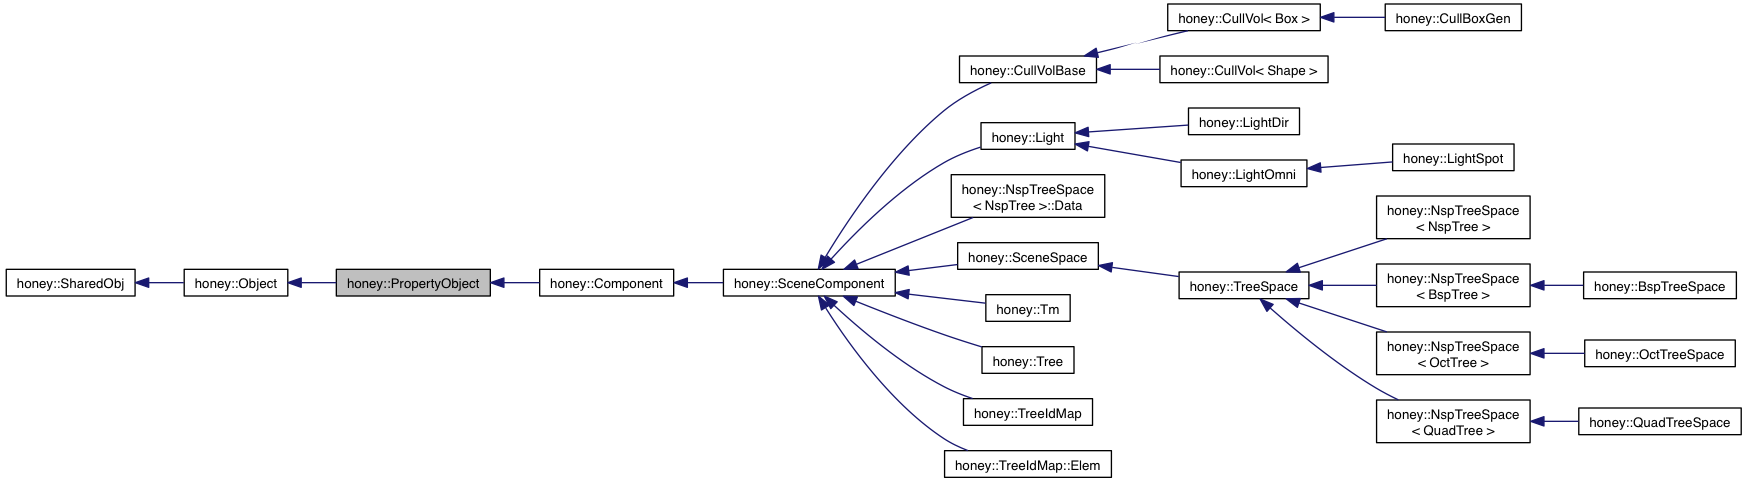 honey::CullVol< Box >
honey::CullBoxGen
honey::CullVolBase
honey::CullVol< Shape >
honey::LightDir
honey::Light
honey::LightSpot
honey::LightOmni
honey::NspTreeSpace
< NspTree >::Data
honey::NspTreeSpace
< NspTree >
honey::SceneSpace
honey::SharedObj
honey::Object
honey::PropertyObject
honey::Component
honey::SceneComponent
honey::TreeSpace
honey::NspTreeSpace
< BspTree >
honey::BspTreeSpace
honey::Tm
honey::NspTreeSpace
< OctTree >
honey::OctTreeSpace
honey::Tree
honey::TreeIdMap
honey::NspTreeSpace
< QuadTree >
honey::QuadTreeSpace
honey::TreeIdMap::Elem